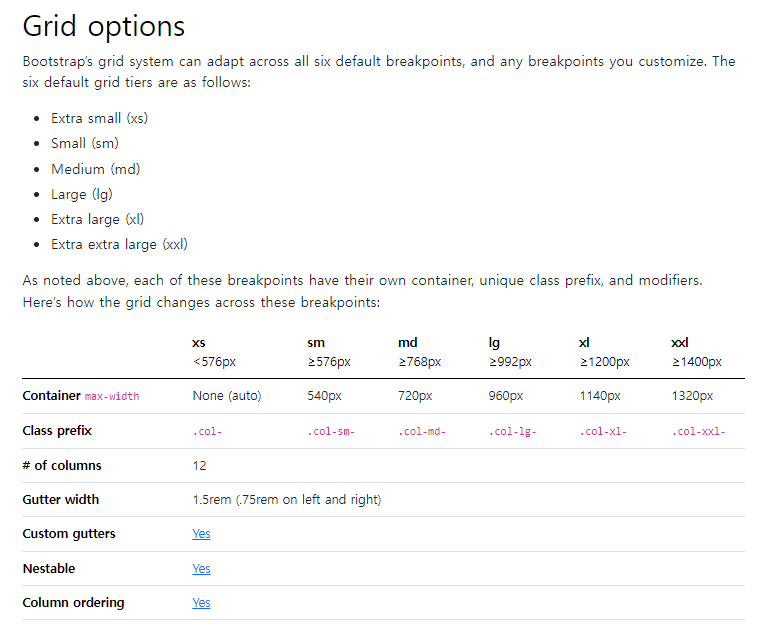 Grid options
Bootstrap's grid system can adapt across all six default breakpoints, and any breakpoints you customize. The
six default grid tiers are as follows:
• Extra small (xs)
• Small (sm)
• Medium (md)
• Large (lg)
• Extra large (xl)
• Extra extra large (xxl)
As noted above, each of these breakpoints have their own container, unique class prefix, and modifiers.
Here's how the grid changes across these breakpoints:
xs sm md lg xl xxl
<576px ≥576px ≥768px ≥992px ≥1200px ≥1400px
Container max-width None (auto) 540px 720px 960px 1140px 1320px
Class prefix .col- .col-sm- .col-md- .col-lg- .col-xl- .col-xxl-
# of columns 12
Gutter width 1.5rem (.75rem on left and right)
Custom gutters Yes
Nestable Yes
Column ordering Yes